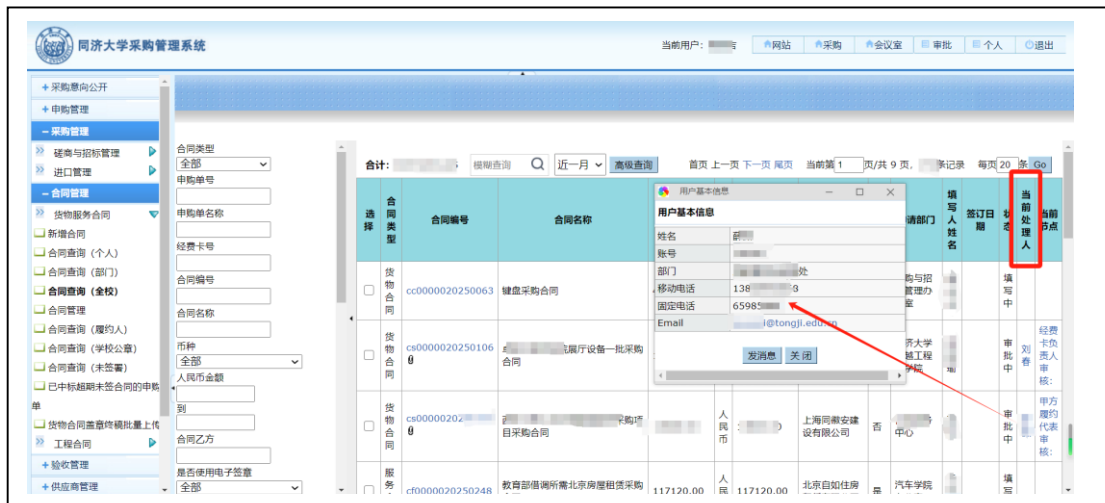 同济大学采购管理系统
当前用户：
网站 采购 会议室 审批 个人 退出
+ 采购意向公开
+ 申购管理
- 采购管理
磋商与招标管理
进口管理
- 合同管理
货物服务合同
新增合同
合同查询（个人）
合同查询（部门）
合同查询（全校）
合同管理
合同查询（履约人）
合同查询（学校公章）
合同查询（未签署）
已中标超期未签合同的申购单
货物合同盖章终稿批量上传
工程合同
+ 验收管理
+ 供应商管理
合同类型
全部
申购单号
申购单名称
经费卡号
合同编号
合同名称
币种
全部
人民币金额
到
合同乙方
是否使用电子签章
全部
合计： 模糊查询 近一月 高级查询 首页 上一页 下一页 尾页 当前第 1 页/共 9 页， 条记录 每页 20 条 Go
选择 合同类型 合同编号 合同名称 请部门 填写人姓名 签订日期 状态 当前处理人 当前节点
货物合同 cc0000020250063 键盘采购合同 填写中
货物合同 cs0000020250106 展厅设备一批采购合同 审批中 刘春 经费卡负责人审核：
货物合同 cs00000202 采购项目采购合同 人民币 上海同徽安建设有限公司 否 中心 审批中 甲方履约代表审核：
服务 cf0000020250248 教育部借调所需北京房屋租赁采购 117120.00 人民 117120.00 北京自如住房 是 汽车学院 填写
用户基本信息
用户基本信息
姓名
账号
部门 处
移动电话 138
固定电话 65985
Email i@tongji.edu.cn
发消息 关闭